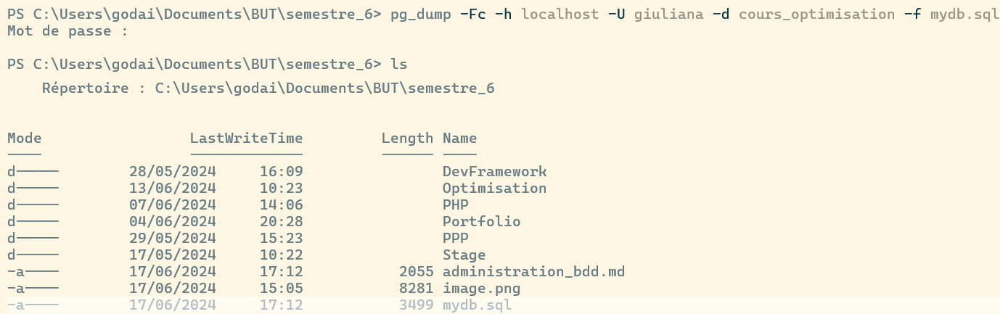 PS C:\Users\godai\Documents\BUT\semestre_6> pg_dump -Fc -h localhost -U giuliana -d cours_optimisation -f mydb.sql
Mot de passe :
PS C:\Users\godai\Documents\BUT\semestre_6> ls
Répertoire : C:\Users\godai\Documents\BUT\semestre_6
Mode LastWriteTime Length Name
---- ------------- ------ ----
d----- 28/05/2024 16:09 DevFramework
d----- 13/06/2024 10:23 Optimisation
d----- 07/06/2024 14:06 PHP
d----- 04/06/2024 20:28 Portfolio
d----- 29/05/2024 15:23 PPP
d----- 17/05/2024 10:22 Stage
-a---- 17/06/2024 17:12 2055 administration_bdd.md
-a---- 17/06/2024 15:05 8281 image.png
-a---- 17/06/2024 17:12 3499 mydb.sql